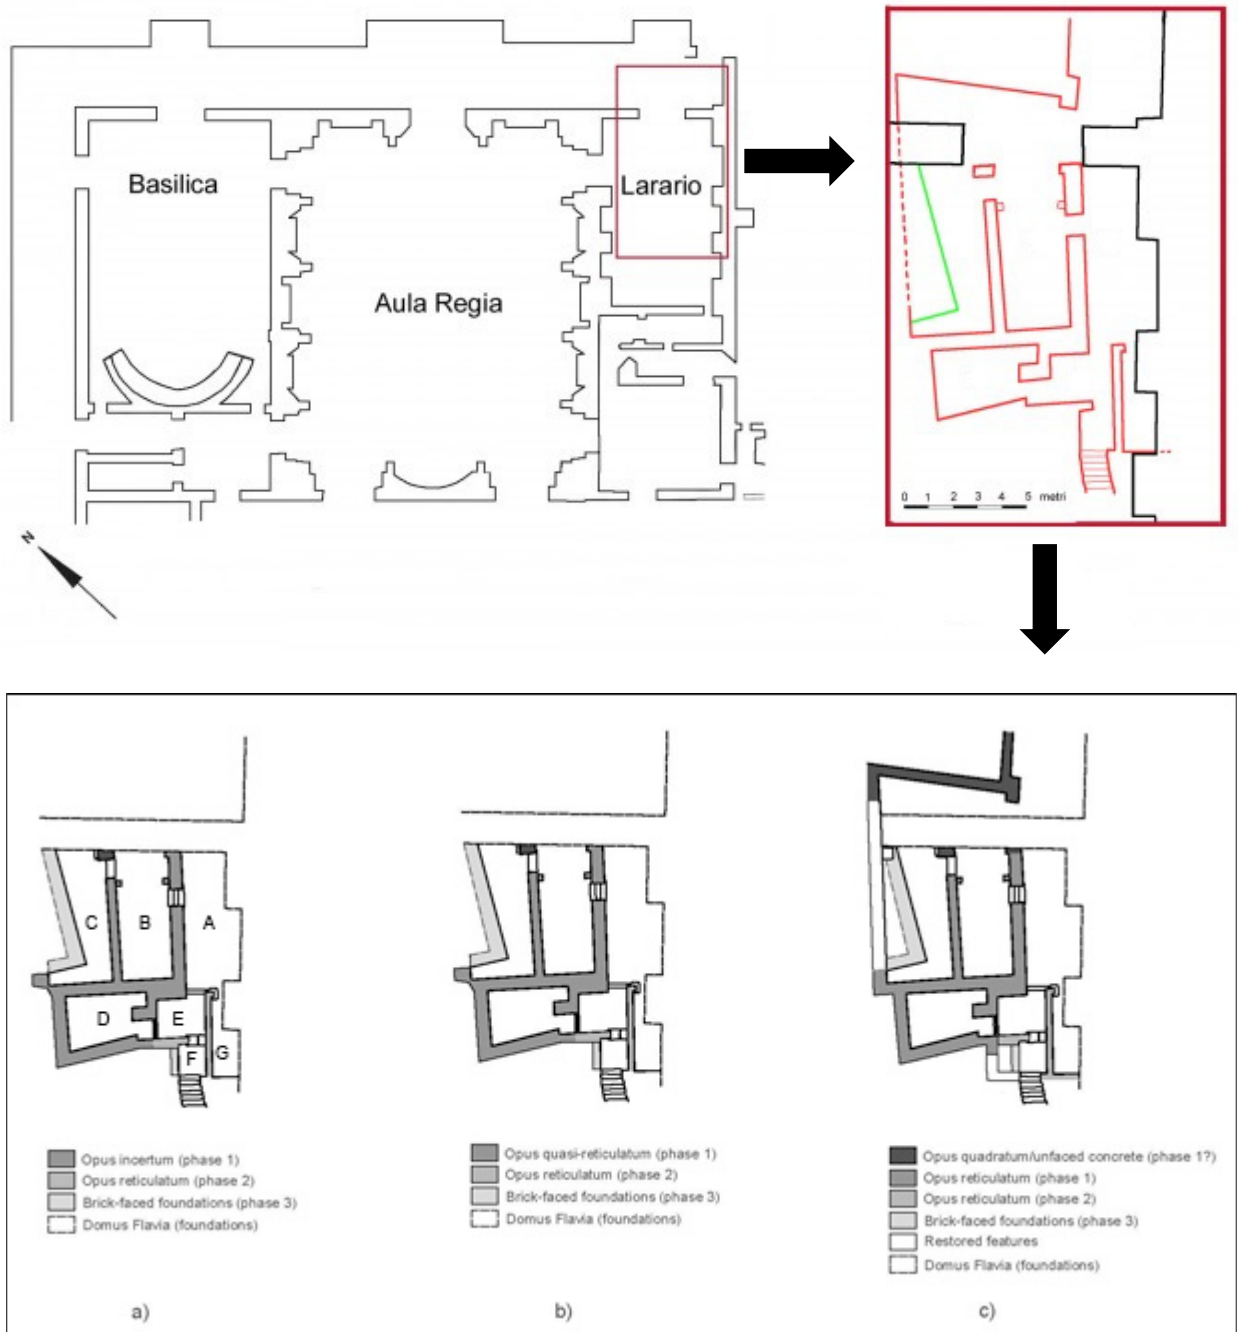 Basilica
Aula Regia
Larario
N
0 1 2 3 4 5 metri
C B A
D E
F G
Opus incertum (phase 1)
Opus reticulatum (phase 2)
Brick-faced foundations (phase 3)
Domus Flavia (foundations)
a)
Opus quasi-reticulatum (phase 1)
Opus reticulatum (phase 2)
Brick-faced foundations (phase 3)
Domus Flavia (foundations)
b)
Opus quadratum/unfaced concrete (phase 1?)
Opus reticulatum (phase 1)
Opus reticulatum (phase 2)
Brick-faced foundations (phase 3)
Restored features
Domus Flavia (foundations)
c)